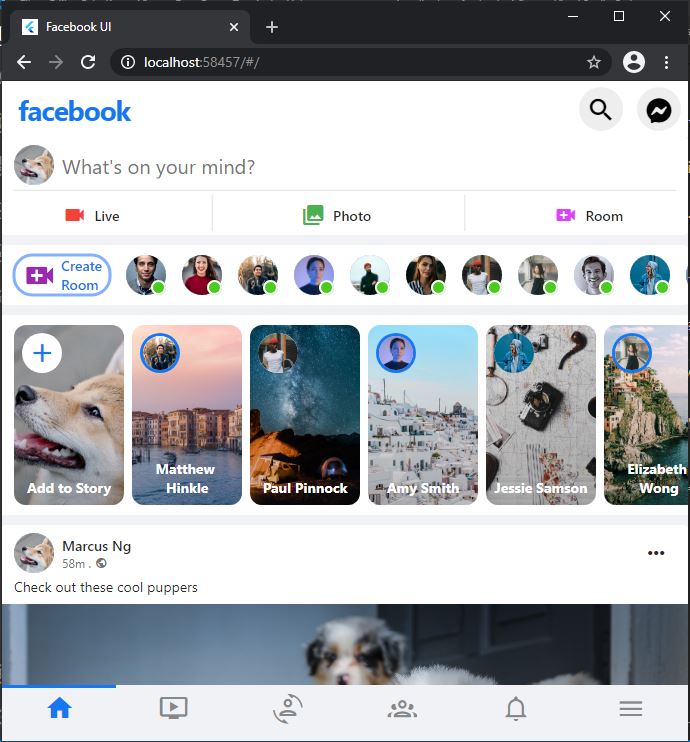 Facebook UI
localhost:58457/#/
facebook
What's on your mind?
Live
Photo
Room
Create
Room
Add to Story
Matthew
Hinkle
Paul Pinnock
Amy Smith
Jessie Samson
Elizabeth
Wong
Marcus Ng
58m .
Check out these cool puppers